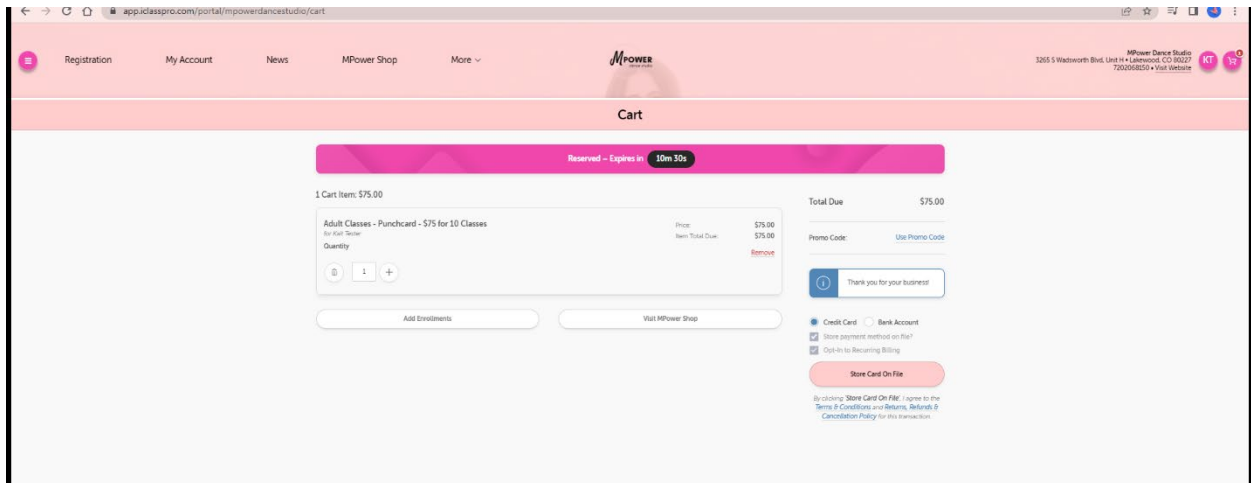 app.iclasspro.com/portal/mpowerdancestudio/cart
Registration
My Account
News
MPower Shop
More
MPOWER
MPower Dance Studio
3265 S Wadsworth Blvd, Unit H • Lakewood, CO 80227
7202068150 • Visit Website
KT
Cart
Reserved – Expires in 10m 30s
1 Cart Item: $75.00
Adult Classes - Punchcard - $75 for 10 Classes
for Kait Tester
Quantity
1
Price: $75.00
Item Total Due: $75.00
Remove
Add Enrollments
Visit MPower Shop
Total Due $75.00
Promo Code: Use Promo Code
Thank you for your business!
Credit Card Bank Account
Store payment method on file?
Opt-In to Recurring Billing
Store Card On File
By clicking 'Store Card On File', I agree to the
Terms & Conditions and Returns, Refunds &
Cancellation Policy for this transaction.